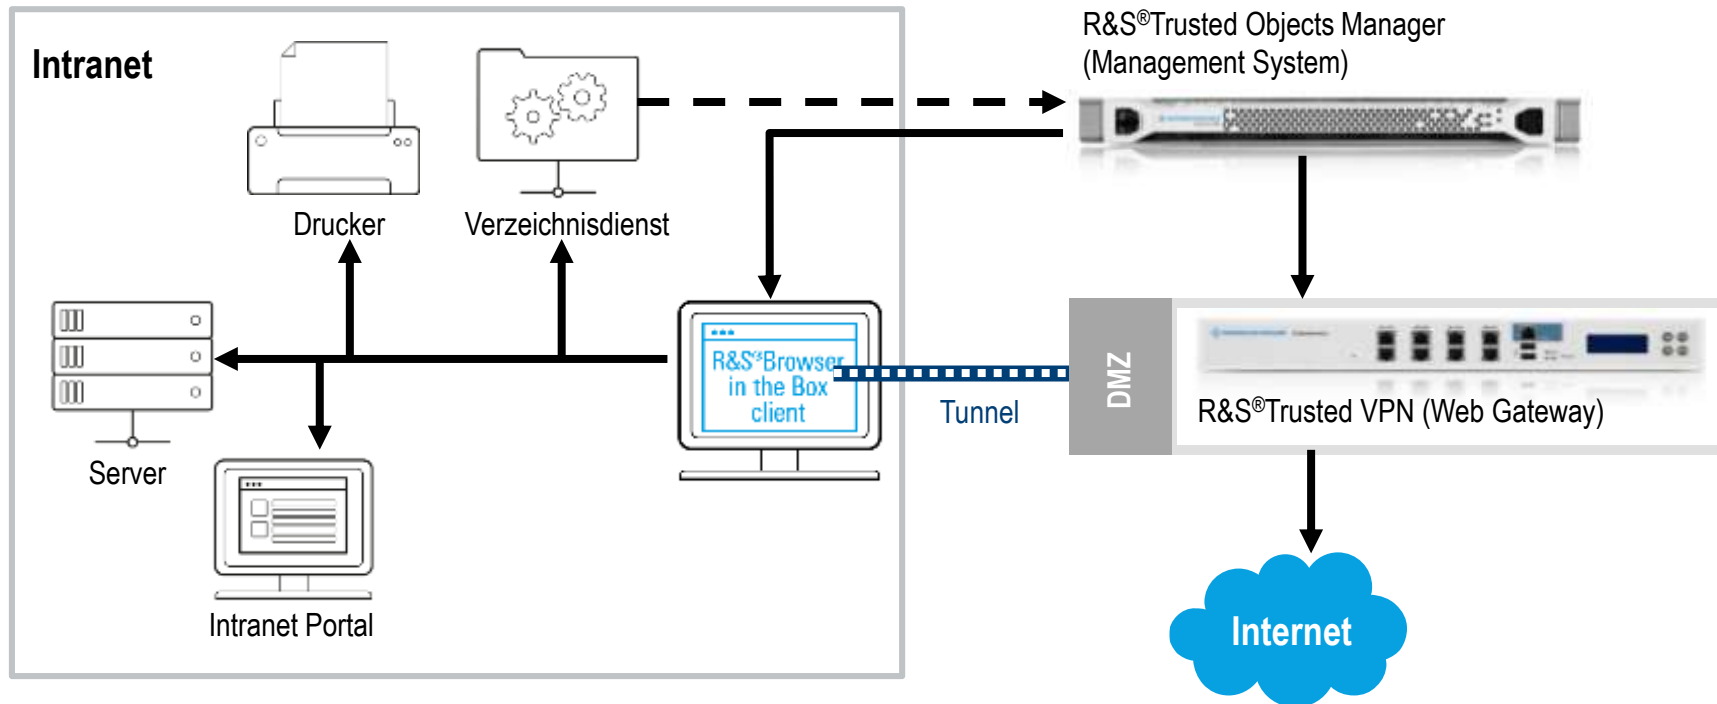 R&S®Trusted Objects Manager
(Management System)
Intranet
Drucker
Verzeichnisdienst
R&S®Browser
in the Box
client
Tunnel
DMZ
R&S®Trusted VPN (Web Gateway)
Server
Intranet Portal
Internet